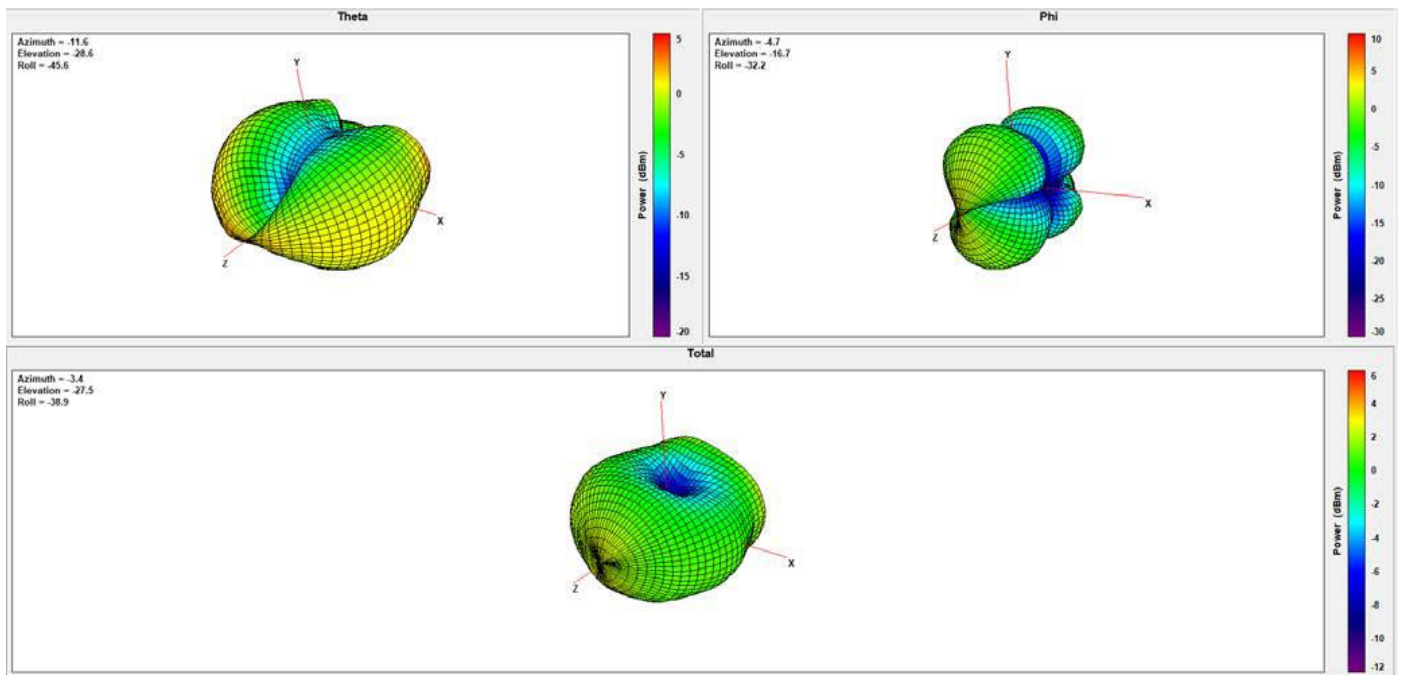 Theta
Azimuth = -11.6
Elevation = -28.6
Roll = -45.6
Y
X
Z
5
0
-5
-10
-15
-20
Power (dBm)
Phi
Azimuth = -4.7
Elevation = -16.7
Roll = -32.2
Y
X
Z
10
5
0
-5
-10
-15
-20
-25
-30
Power (dBm)
Total
Azimuth = -3.4
Elevation = -27.5
Roll = -38.9
Y
X
Z
6
4
2
0
-2
-4
-6
-8
-10
-12
Power (dBm)